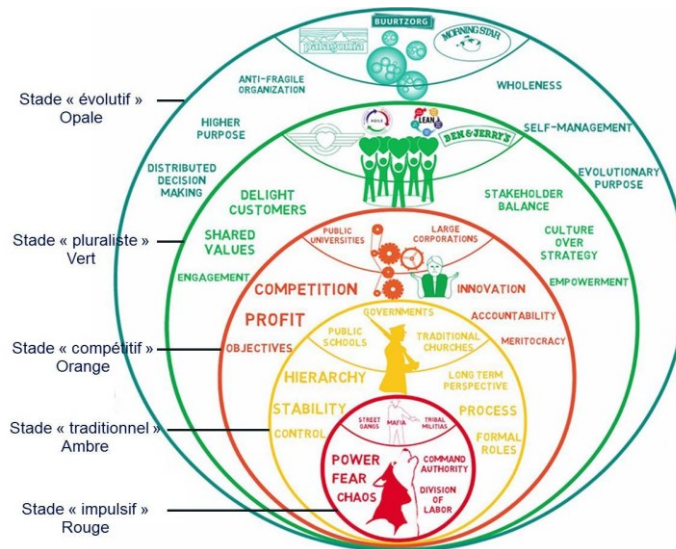 BUURTZORG
patagonia
MORNING STAR
ANTI-FRAGILE
ORGANIZATION
WHOLENESS
Stade « évolutif »
Opale
HIGHER
PURPOSE
SELF-MANAGEMENT
DISTRIBUTED
DECISION
MAKING
EVOLUTIONARY
PURPOSE
AGILE
LEAN
BEN & JERRY'S
DELIGHT
CUSTOMERS
STAKEHOLDER
BALANCE
Stade « pluraliste »
Vert
SHARED
VALUES
CULTURE
OVER
STRATEGY
ENGAGEMENT
EMPOWERMENT
PUBLIC
UNIVERSITIES
LARGE
CORPORATIONS
COMPETITION
INNOVATION
PROFIT
ACCOUNTABILITY
Stade « compétitif »
Orange
OBJECTIVES
MERITOCRACY
GOVERNMENTS
PUBLIC
SCHOOLS
TRADITIONAL
CHURCHES
HIERARCHY
LONG TERM
PERSPECTIVE
Stade « traditionnel »
Ambre
STABILITY
PROCESS
CONTROL
FORMAL
ROLES
STREET
GANGS
MAFIA
TRIBAL
MILITIAS
Stade « impulsif »
Rouge
POWER
FEAR
CHAOS
COMMAND
AUTHORITY
DIVISION
OF
LABOR